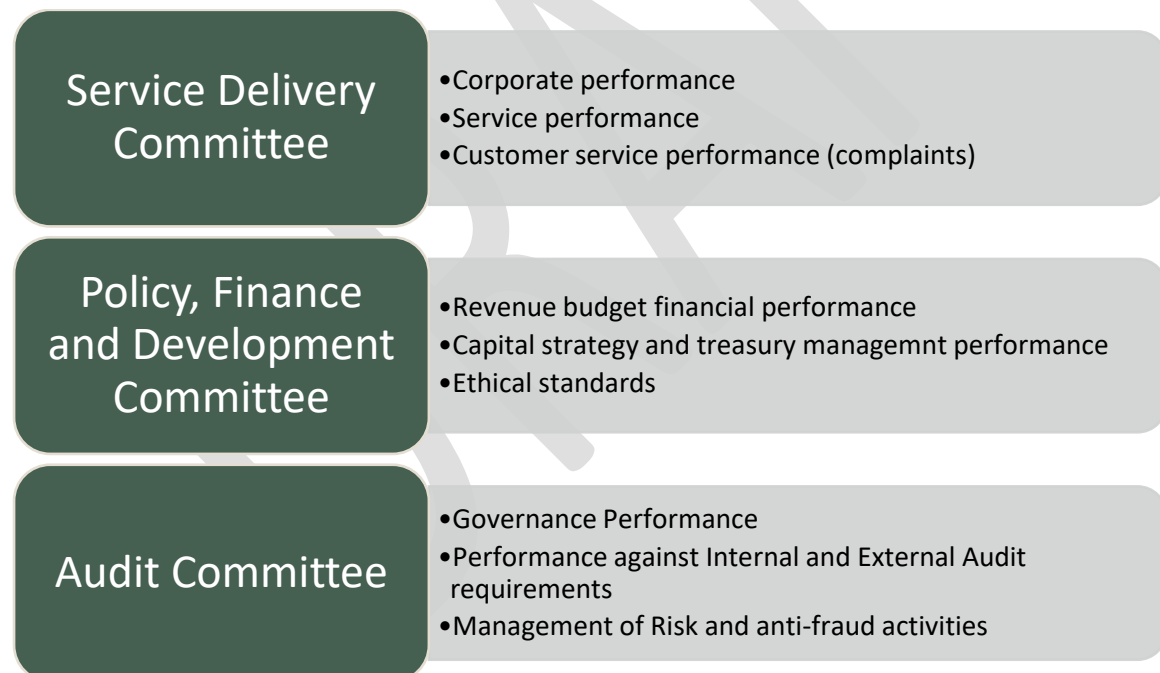 Service Delivery
Committee
•Corporate performance
•Service performance
•Customer service performance (complaints)
Policy, Finance
and Development
Committee
•Revenue budget financial performance
•Capital strategy and treasury managemnt performance
•Ethical standards
Audit Committee
•Governance Performance
•Performance against Internal and External Audit
requirements
•Management of Risk and anti-fraud activities